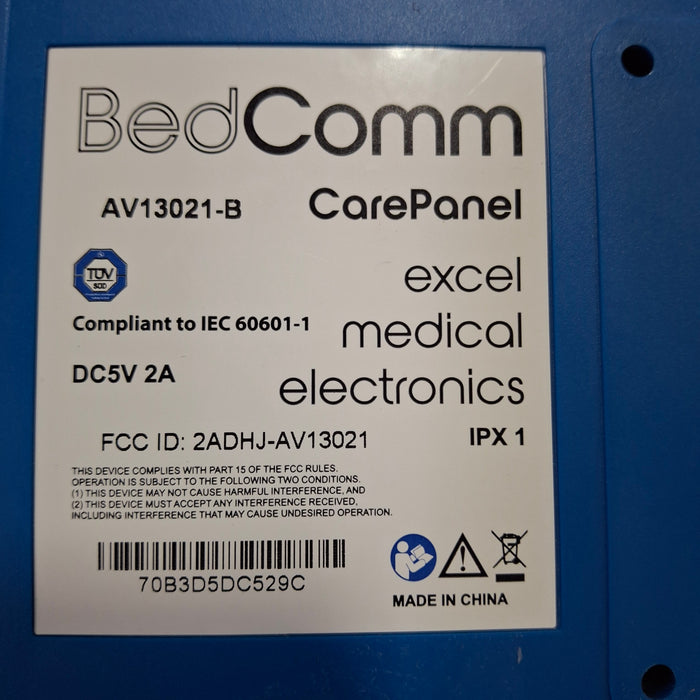 BedComm
AV13021-B
CarePanel
TÜV
SÜD
excel
Compliant to IEC 60601-1
medical
DC5V 2A
electronics
FCC ID: 2ADHJ-AV13021
IPX 1
THIS DEVICE COMPLIES WITH PART 15 OF THE FCC RULES.
OPERATION IS SUBJECT TO THE FOLLOWING TWO CONDITIONS.
(1) THIS DEVICE MAY NOT CAUSE HARMFUL INTERFERENCE, AND
(2) THIS DEVICE MUST ACCEPT ANY INTERFERENCE RECEIVED,
INCLUDING INTERFERENCE THAT MAY CAUSE UNDESIRED OPERATION.
70B3D5DC529C
MADE IN CHINA